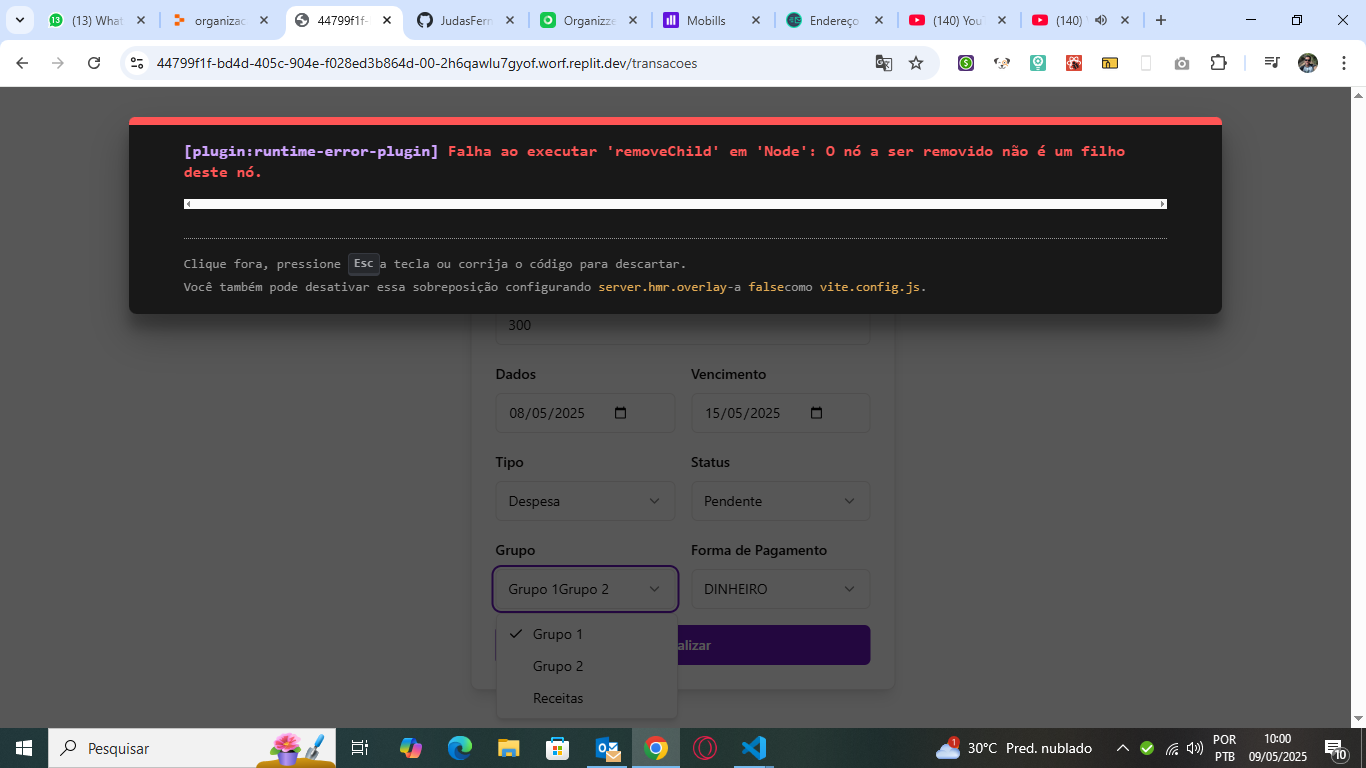 (13) What
organizac
44799f1f-
JudasFern
Organizze
Mobills
Endereço
(140) You
(140)
44799f1f-bd4d-405c-904e-f028ed3b864d-00-2h6qawlu7gyof.worf.replit.dev/transacoes
[plugin:runtime-error-plugin] Falha ao executar 'removeChild' em 'Node': O nó a ser removido não é um filho
deste nó.
Clique fora, pressione Esc a tecla ou corrija o código para descartar.
Você também pode desativar essa sobreposição configurando server.hmr.overlay-a falsecomo vite.config.js.
300
Dados Vencimento
08/05/2025 15/05/2025
Tipo Status
Despesa Pendente
Grupo Forma de Pagamento
Grupo 1Grupo 2 DINHEIRO
Grupo 1
alizar
Grupo 2
Receitas
Pesquisar
1
30°C Pred. nublado
POR
PTB
10:00
09/05/2025
10